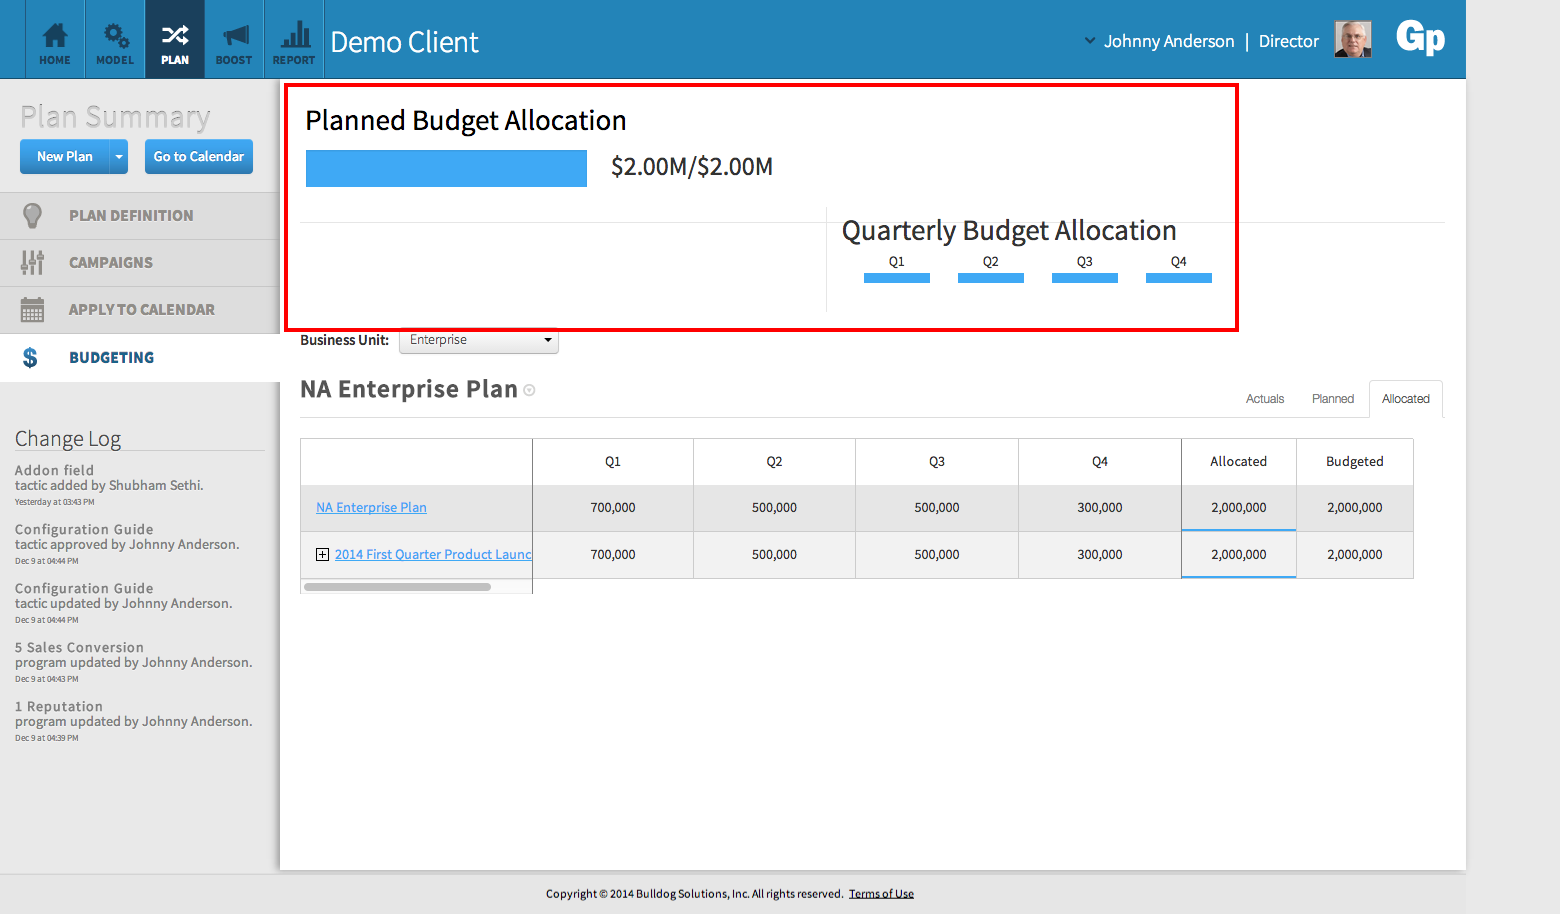 HOME
MODEL
PLAN
BOOST
REPORT
Demo Client
Johnny Anderson | Director
Gp
Plan Summary
New Plan
Go to Calendar
PLAN DEFINITION
CAMPAIGNS
APPLY TO CALENDAR
$ BUDGETING
Change Log
Addon field
tactic added by Shubham Sethi.
Yesterday at 03:43 PM
Configuration Guide
tactic approved by Johnny Anderson.
Dec 9 at 04:44 PM
Configuration Guide
tactic updated by Johnny Anderson.
Dec 9 at 04:44 PM
5 Sales Conversion
program updated by Johnny Anderson.
Dec 9 at 04:43 PM
1 Reputation
program updated by Johnny Anderson.
Dec 9 at 04:39 PM
Planned Budget Allocation
$2.00M/$2.00M
Quarterly Budget Allocation
Q1 Q2 Q3 Q4
Business Unit: Enterprise
NA Enterprise Plan
Actuals Planned Allocated
Q1 Q2 Q3 Q4 Allocated Budgeted
NA Enterprise Plan 700,000 500,000 500,000 300,000 2,000,000 2,000,000
2014 First Quarter Product Launc 700,000 500,000 500,000 300,000 2,000,000 2,000,000
Copyright © 2014 Bulldog Solutions, Inc. All rights reserved. Terms of Use